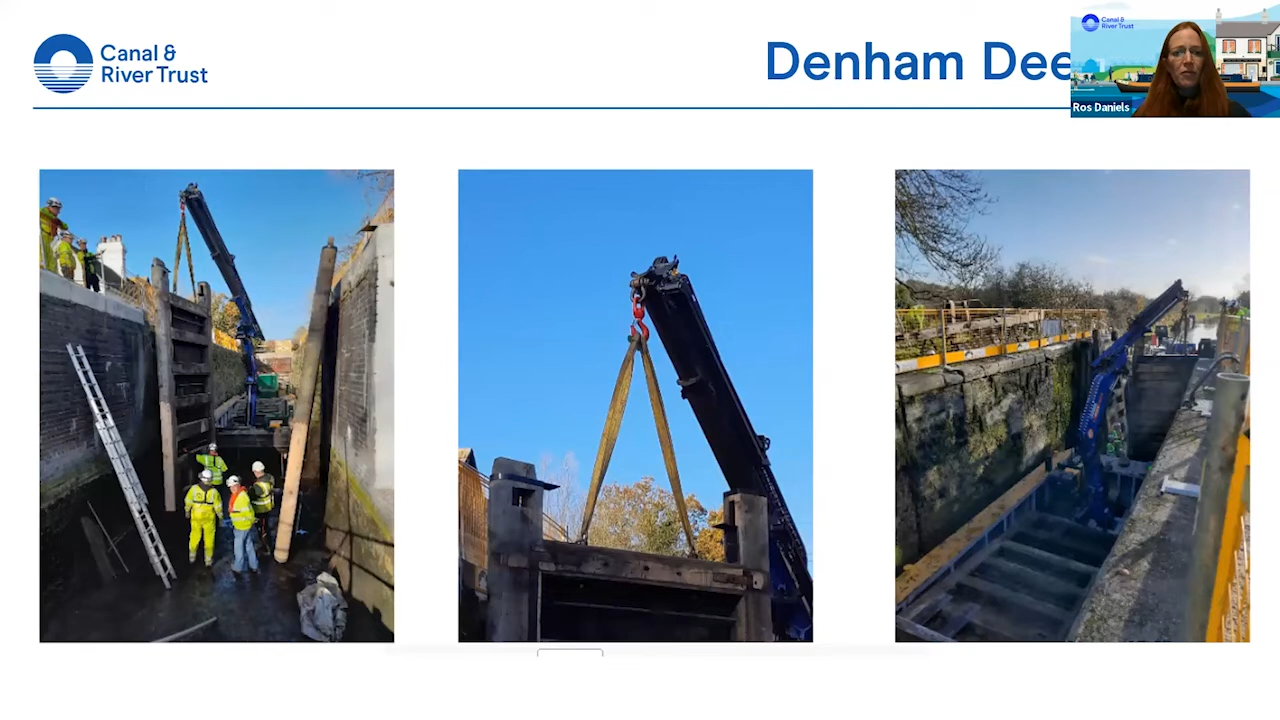 Canal &
River Trust
Denham Dee
Canal &
River Trust
Ros Daniels